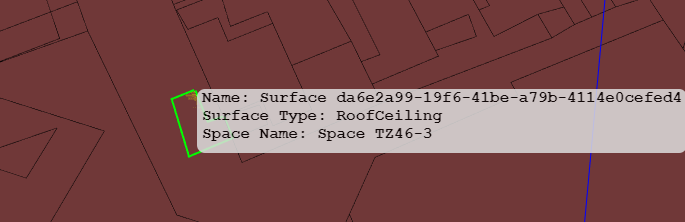 Name: Surface da6e2a99-19f6-41be-a79b-4114e0cefed4
Surface Type: RoofCeiling
Space Name: Space TZ46-3